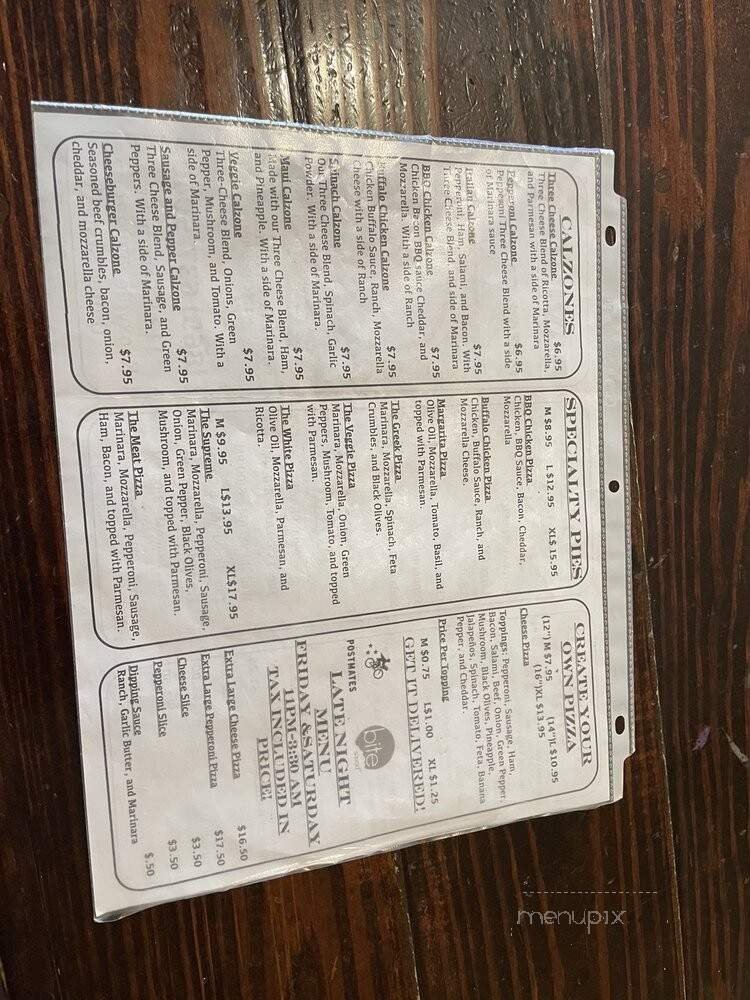 CALZONES
Three Cheese Calzone $6.95
Three Cheese Blend of Ricotta, Mozzarella,
and Parmesan with a side of Marinara
Pepperoni Calzone $6.95
Pepperoni Three Cheese Blend with a side
of Marinara sauce
Italian Calzone $7.95
Pepperoni, Ham, Salami, and Bacon. With
Three Cheese Blend and side of Marinara
BBQ Chicken Calzone $7.95
Chicken Bacon BBQ sauce Cheddar, and
Mozzarella. With a side of Ranch
Buffalo Chicken Calzone $7.95
Chicken Buffalo Sauce, Ranch, Mozzarella
Cheese with a side of Ranch
Spinach Calzone $7.95
Our Three Cheese Blend, Spinach, Garlic
Powder. With a side of Marinara.
Maui Calzone $7.95
Made with our Three Cheese Blend, Ham,
and Pineapple. With a side of Marinara.
Veggie Calzone $7.95
Three-Cheese Blend, Onions, Green
Pepper, Mushroom, and Tomato. With a
side of Marinara
Sausage and Pepper Calzone $7.95
Three Cheese Blend, Sausage, and Green
Peppers. With a side of Marinara.
Cheeseburger Calzone $7.95
Seasoned beef crumbles, bacon, onion,
cheddar, and mozzarella cheese
SPECIALTY PIES
M $8.95 L $12.95 XL$ 15.95
BBQ Chicken Pizza
Chicken, BBQ Sauce, Bacon, Cheddar,
Mozzarella
Buffalo Chicken Pizza
Chicken, Buffalo Sauce, Ranch, and
Mozzarella Cheese.
Margarita Pizza
Olive Oil, Mozzarella, Tomato, Basil, and
topped with Parmesan.
The Greek Pizza
Marinara, Mozzarella, Spinach, Feta
Crumbles, and Black Olives.
The Veggie Pizza
Marinara, Mozzarella, Onion, Green
Peppers, Mushroom, Tomato, and topped
with Parmesan.
The White Pizza
Olive Oil, Mozzarella, Parmesan, and
Ricotta.
M $9.95 L$13.95 XL$17.95
The Supreme
Marinara, Mozzarella, Pepperoni, Sausage,
Onion, Green Pepper, Black Olives,
Mushroom, and topped with Parmesan.
The Meat Pizza
Marinara, Mozzarella, Pepperoni, Sausage,
Ham, Bacon, and topped with Parmesan.
CREATE YOUR
OWN PIZZA
(12") M $7.95 (14")L $10.95
(16")XL $13.95
Cheese Pizza
Toppings: Pepperoni, Sausage, Ham,
Bacon, Salami, Beef, Onion, Green Pepper,
Mushroom, Black Olives, Pineapple,
Jalapeños, Spinach, Tomato, Feta, Banana
Pepper, and Cheddar.
Price Per Topping
M $0.75 L$1.00 XL $1.25
GET IT DELIVERED!
POSTMATES
bite
LATE NIGHT
MENU
FRIDAY & SATURDAY
11PM-3:30 AM
TAX INCLUDED IN
PRICE!
Extra Large Cheese Pizza $16.50
Extra Large Pepperoni Pizza $17.50
Cheese Slice $3.50
Pepperoni Slice $3.50
Dipping Sauce $.50
Ranch, Garlic Butter, and Marinara
menupix